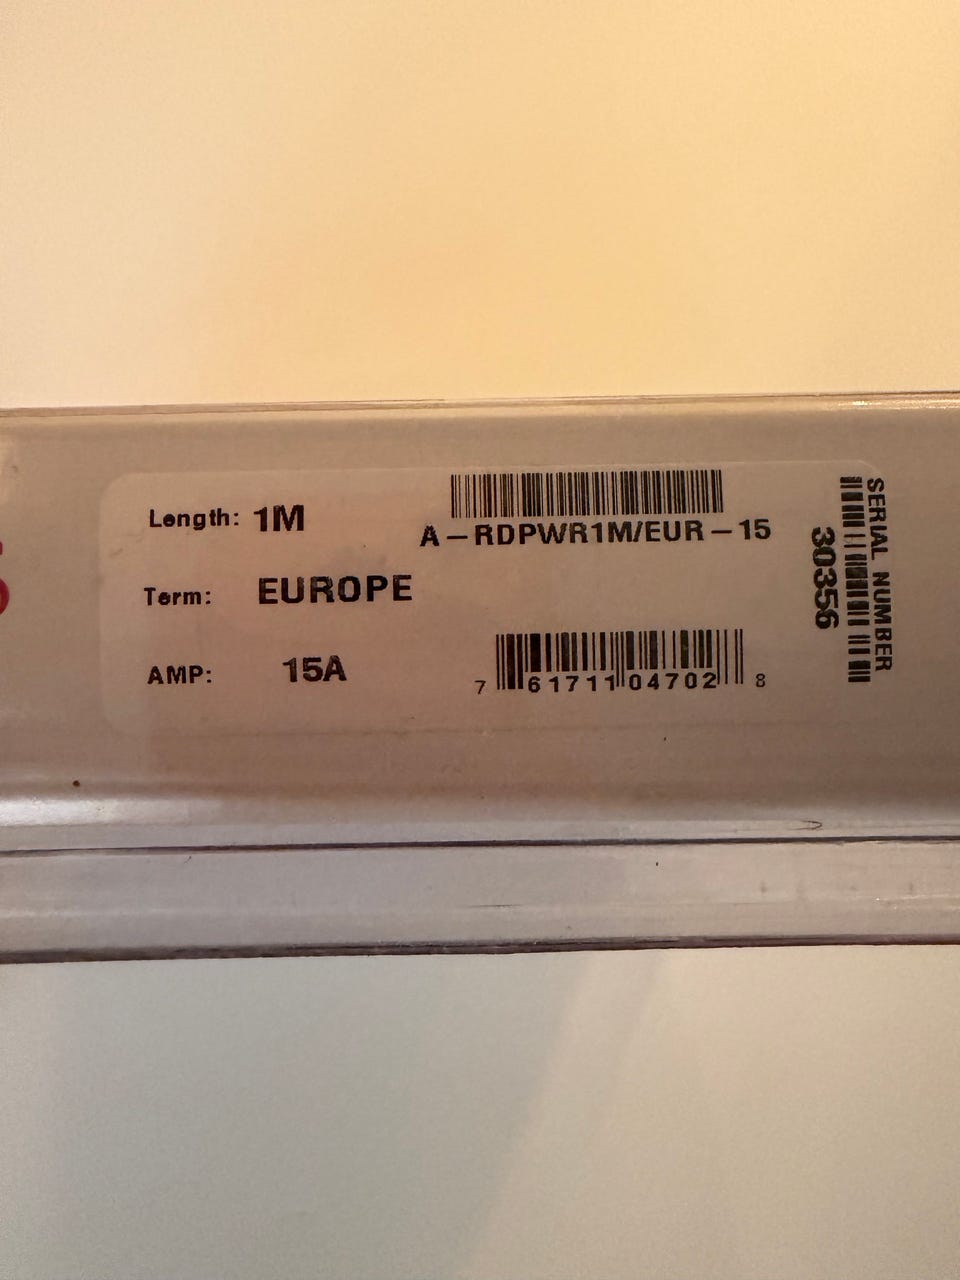 Length: 1M
A-RDPWR1M/EUR-15
Term: EUROPE
AMP: 15A
7 61711 04702 8
SERIAL NUMBER
30356